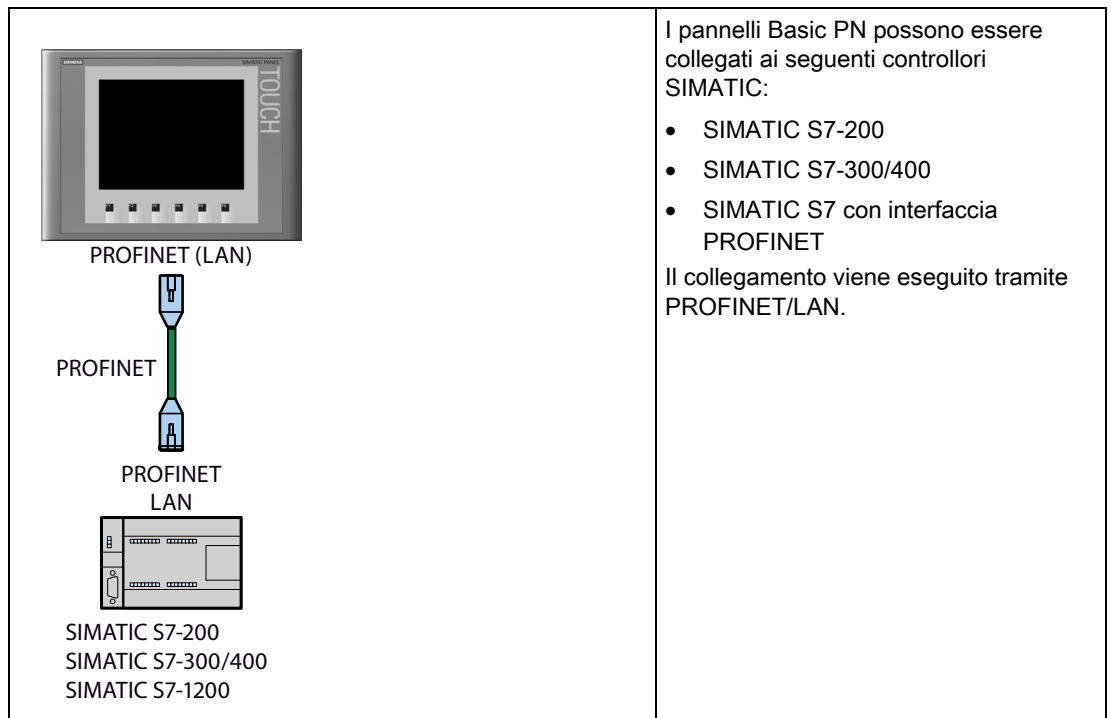 SIEMENS
SIMATIC PANEL
TOUCH
PROFINET (LAN)
PROFINET
PROFINET
LAN
SIMATIC S7-200
SIMATIC S7-300/400
SIMATIC S7-1200
I pannelli Basic PN possono essere
collegati ai seguenti controllori
SIMATIC:
• SIMATIC S7-200
• SIMATIC S7-300/400
• SIMATIC S7 con interfaccia
PROFINET
Il collegamento viene eseguito tramite
PROFINET/LAN.